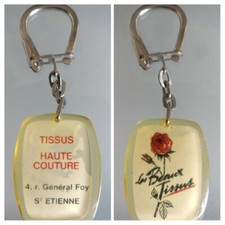 TISSUS
HAUTE
COUTURE
4, r. Général Foy
St ETIENNE
Les Beaux
Tissus